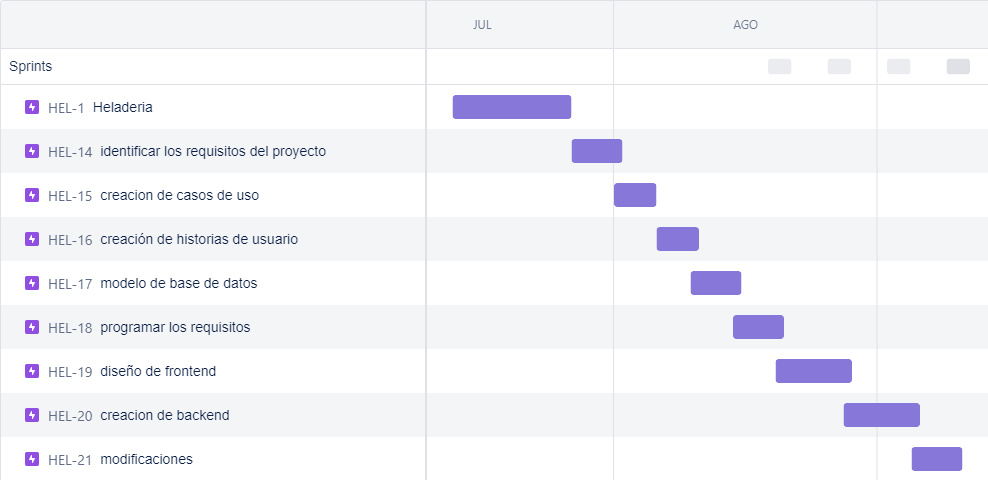 JUL AGO
Sprints
HEL-1 Heladeria
HEL-14 identificar los requisitos del proyecto
HEL-15 creacion de casos de uso
HEL-16 creación de historias de usuario
HEL-17 modelo de base de datos
HEL-18 programar los requisitos
HEL-19 diseño de frontend
HEL-20 creacion de backend
HEL-21 modificaciones